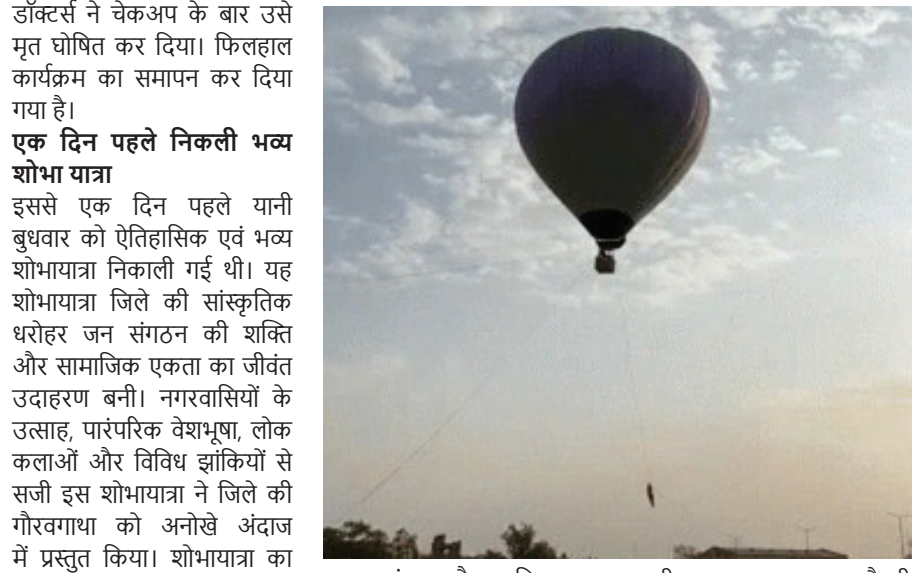 डॉक्टर्स ने चेकअप के बार उसे
मृत घोषित कर दिया। फिलहाल
कार्यक्रम का समापन कर दिया
गया है।
एक दिन पहले निकली भव्य
शोभा यात्रा
इससे एक दिन पहले यानी
बुधवार को ऐतिहासिक एवं भव्य
शोभायात्रा निकाली गई थी। यह
शोभायात्रा जिले की सांस्कृतिक
धरोहर जन संगठन की शक्ति
और सामाजिक एकता का जीवंत
उदाहरण बनी। नगरवासियों के
उत्साह, पारंपरिक वेशभूषा, लोक
कलाओं और विविध झांकियों से
सजी इस शोभायात्रा ने जिले की
गौरवगाथा को अनोखे अंदाज
में प्रस्तुत किया। शोभायात्रा का